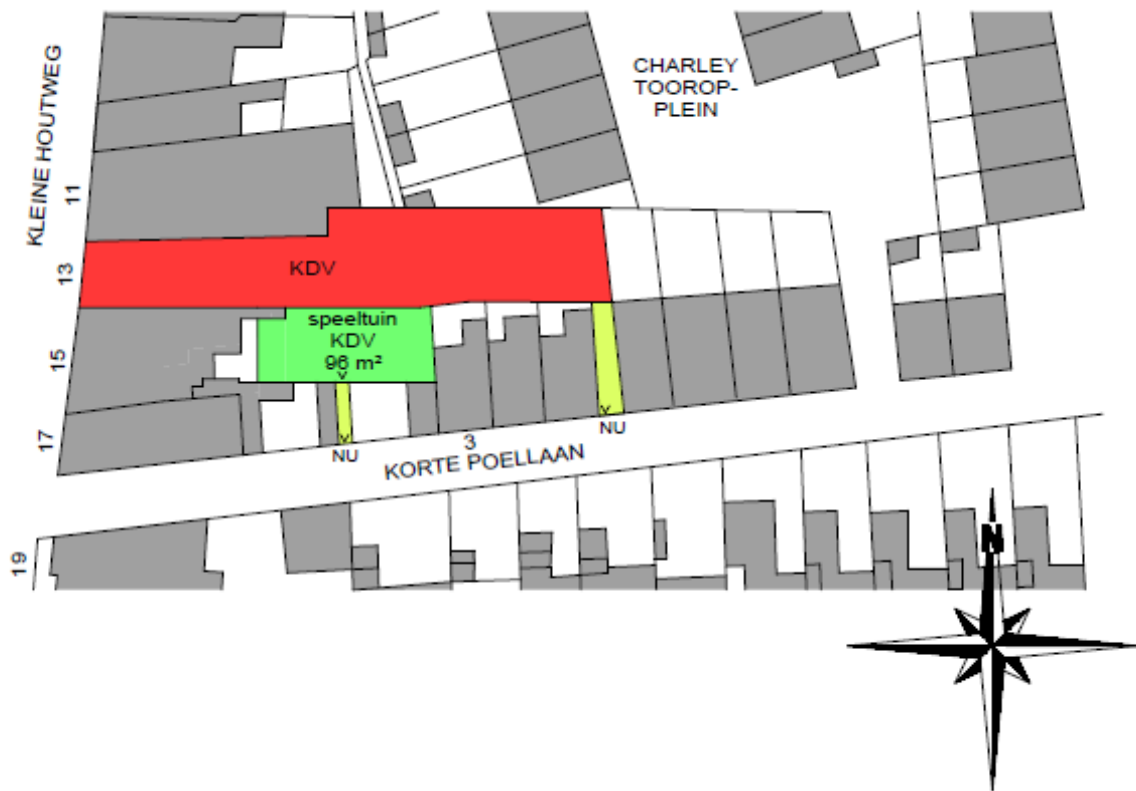 KLEINE HOUTWEG
CHARLEY
TOOROP-
PLEIN
11
13
KDV
15
speeltuin
KDV
96 m²
17
NU
3
NU
KORTE POELLAAN
19
N